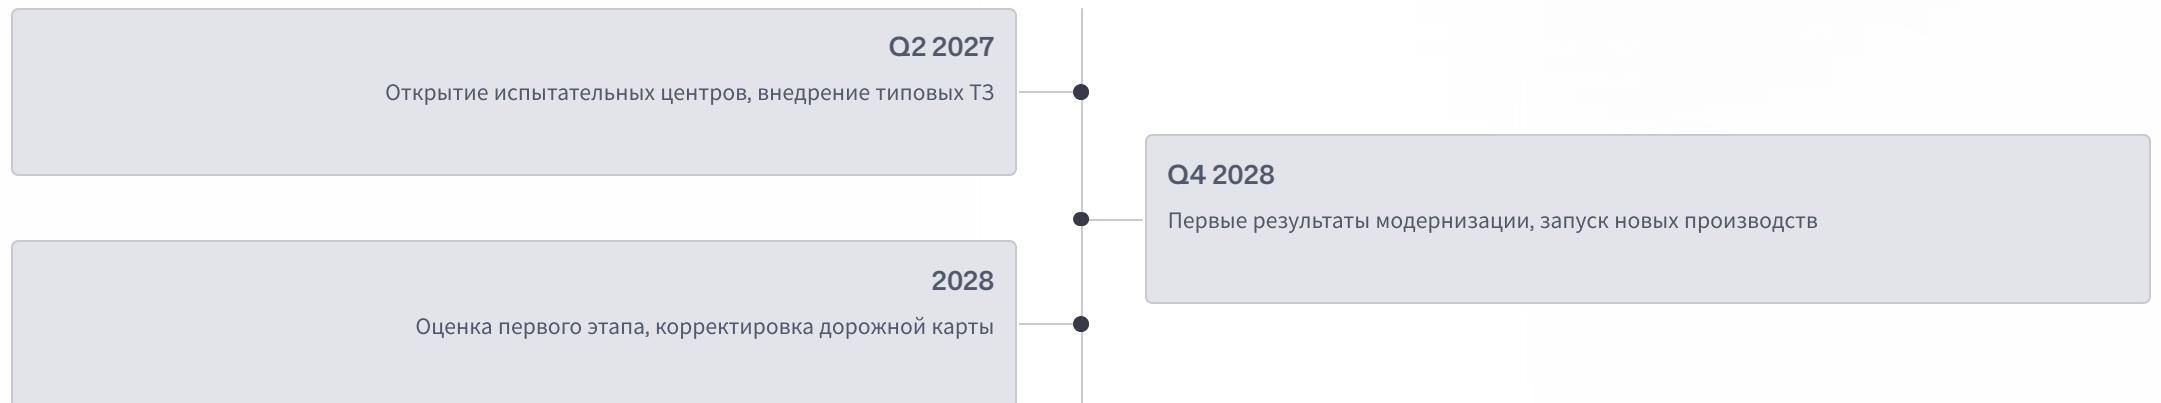 Q2 2027
Открытие испытательных центров, внедрение типовых ТЗ
Q4 2028
Первые результаты модернизации, запуск новых производств
2028
Оценка первого этапа, корректировка дорожной карты